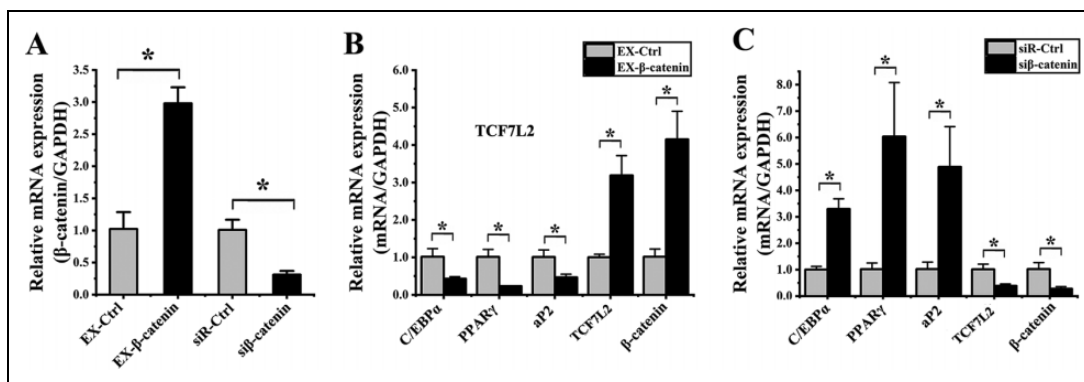 A
Relative mRNA expression
(β-catenin/GAPDH)
3.5
3.0
2.5
2.0
1.5
1.0
0.5
0.0
*
*
EX-Ctrl
EX-β-catenin
siR-Ctrl
siβ-catenin
B
EX-Ctrl
EX-β-catenin
Relative mRNA expression
(mRNA/GAPDH)
6.0
5.0
4.0
3.0
2.0
1.0
0.0
TCF7L2
*
*
*
*
*
C/EBPα
PPARγ
aP2
TCF7L2
β-catenin
C
siR-Ctrl
siβ-catenin
Relative mRNA expression
(mRNA/GAPDH)
8.0
7.0
6.0
5.0
4.0
3.0
2.0
1.0
0.0
*
*
*
*
*
C/EBPα
PPARγ
aP2
TCF7L2
β-catenin